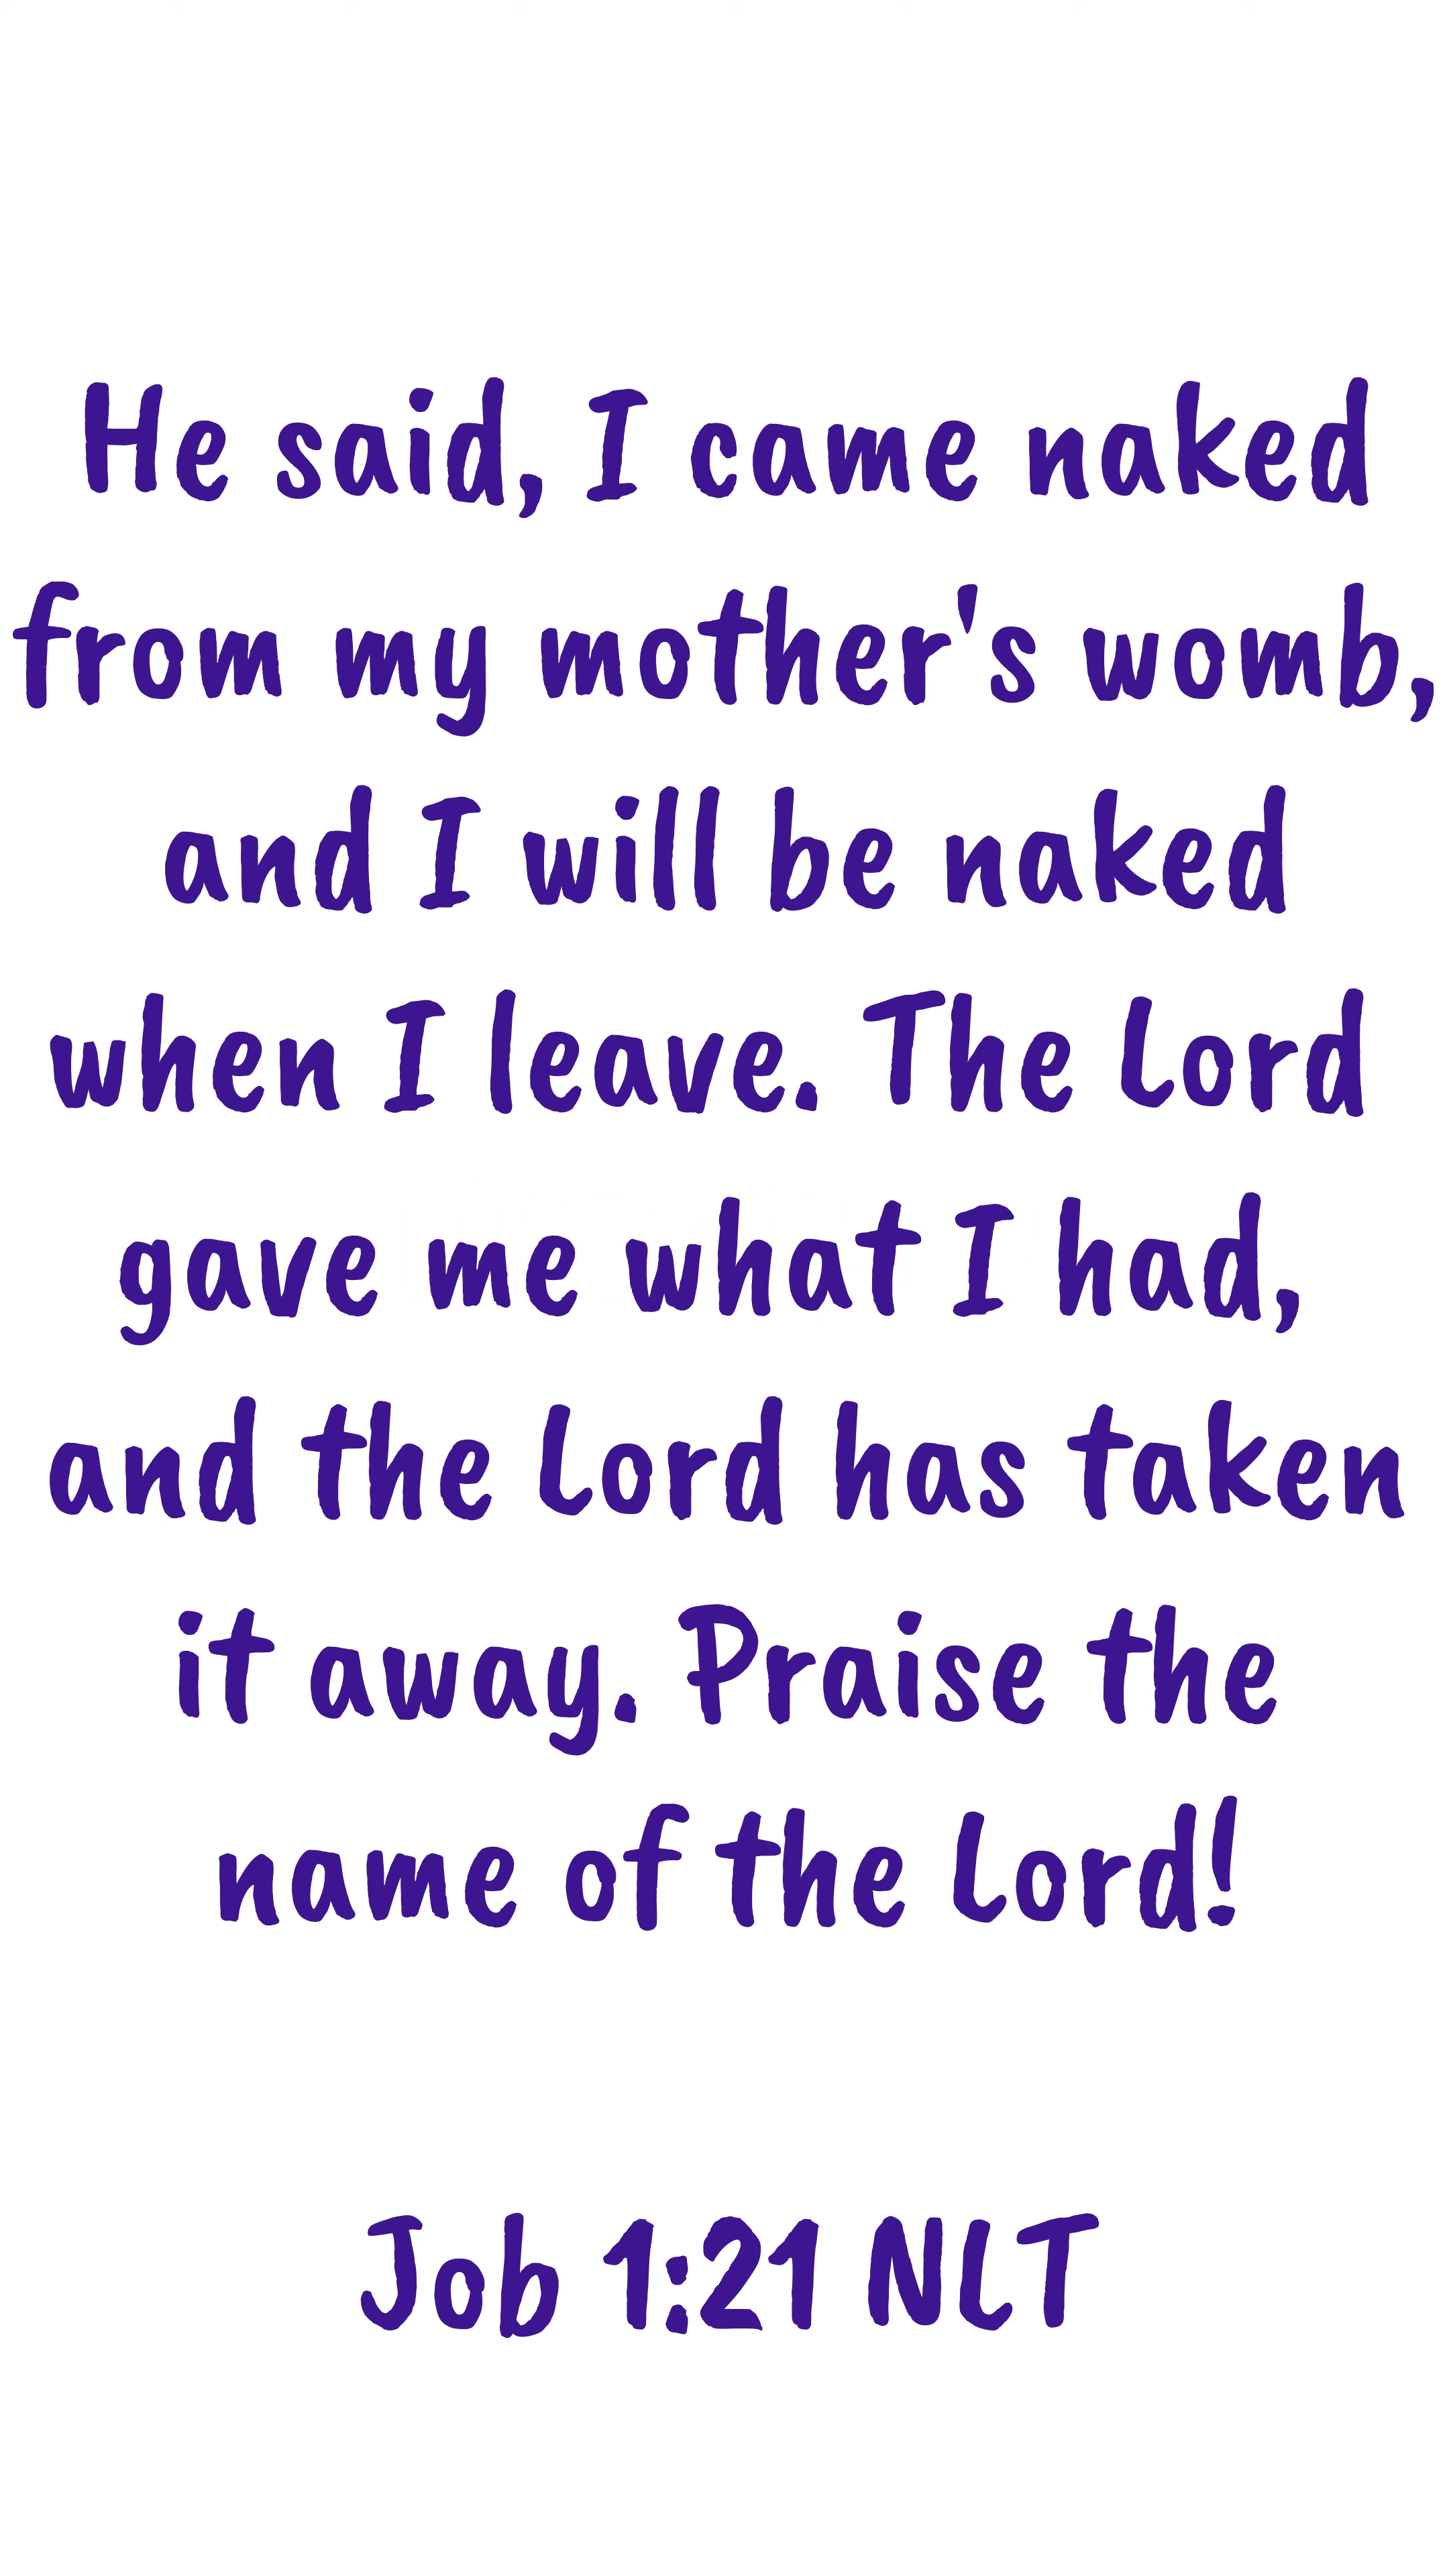 He said, I came naked
from my mother's womb,
and I will be naked
when I leave. The Lord
gave me what I had,
and the Lord has taken
it away. Praise the
name of the Lord!
Job 1:21 NLT